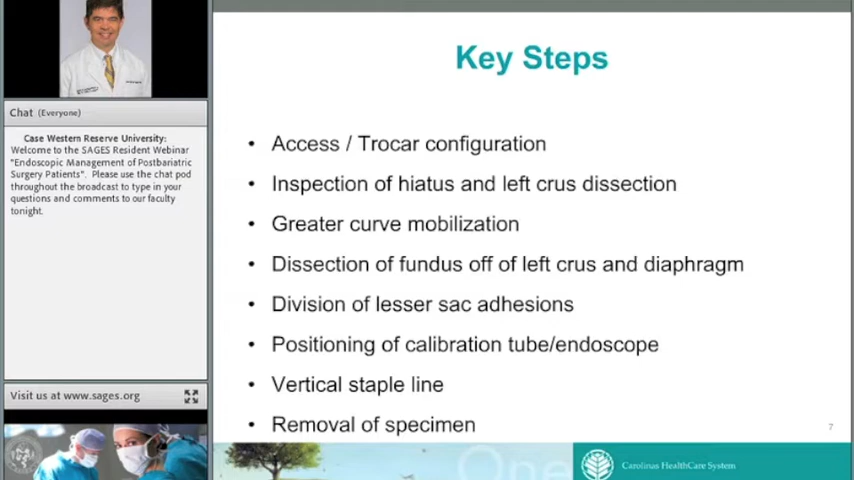 Chat (Everyone)
Case Western Reserve University:
Welcome to the SAGES Resident Webinar
"Endoscopic Management of Postbariatric
Surgery Patients". Please use the chat pod
throughout the broadcast to type in your
questions and comments to our faculty
tonight.
Visit us at www.sages.org
Key Steps
• Access / Trocar configuration
• Inspection of hiatus and left crus dissection
• Greater curve mobilization
• Dissection of fundus off of left crus and diaphragm
• Division of lesser sac adhesions
• Positioning of calibration tube/endoscope
• Vertical staple line
• Removal of specimen
7
One
Carolinas HealthCare System